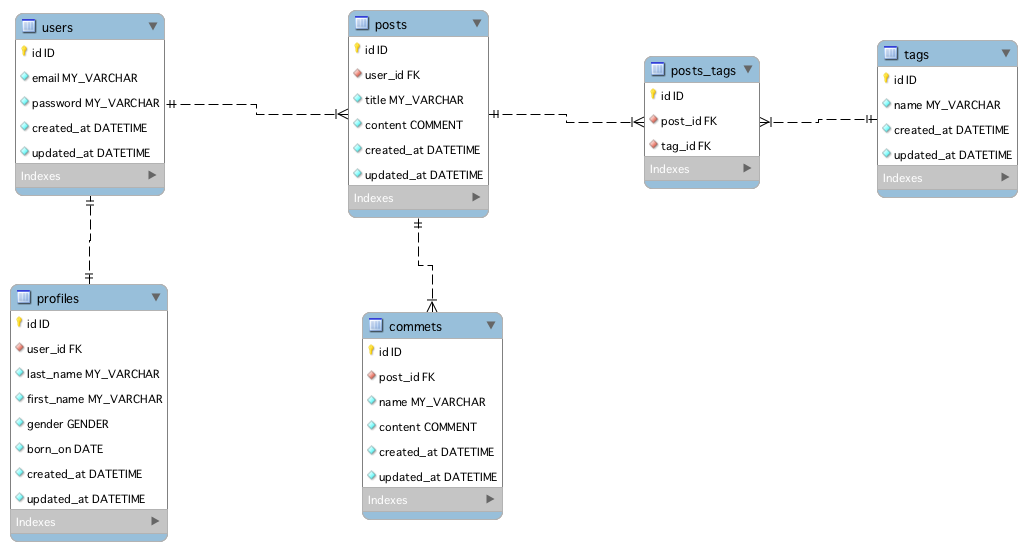 users
id ID
email MY_VARCHAR
password MY_VARCHAR
created_at DATETIME
updated_at DATETIME
Indexes
posts
id ID
user_id FK
title MY_VARCHAR
content COMMENT
created_at DATETIME
updated_at DATETIME
Indexes
posts_tags
id ID
post_id FK
tag_id FK
Indexes
tags
id ID
name MY_VARCHAR
created_at DATETIME
updated_at DATETIME
Indexes
profiles
id ID
user_id FK
last_name MY_VARCHAR
first_name MY_VARCHAR
gender GENDER
born_on DATE
created_at DATETIME
updated_at DATETIME
Indexes
commets
id ID
post_id FK
name MY_VARCHAR
content COMMENT
created_at DATETIME
updated_at DATETIME
Indexes